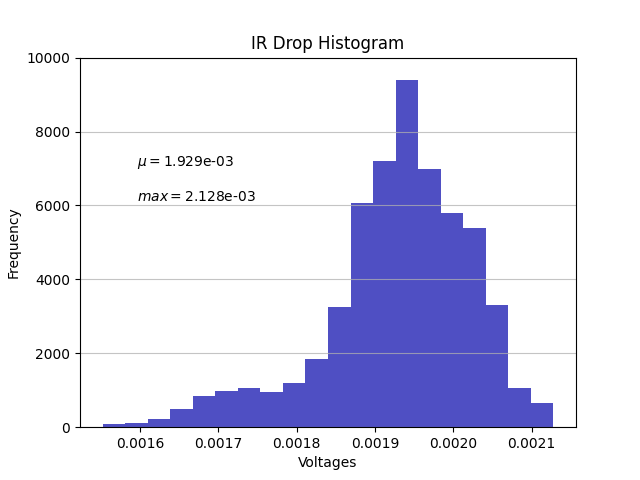 IR Drop Histogram
10000
8000
6000
4000
2000
0
Frequency
μ = 1.929e-03
max = 2.128e-03
0.0016 0.0017 0.0018 0.0019 0.0020 0.0021
Voltages